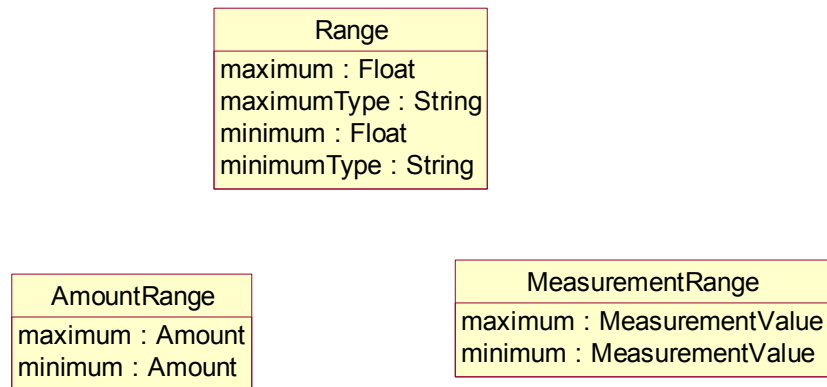 Range
maximum : Float
maximumType : String
minimum : Float
minimumType : String
AmountRange
maximum : Amount
minimum : Amount
MeasurementRange
maximum : MeasurementValue
minimum : MeasurementValue